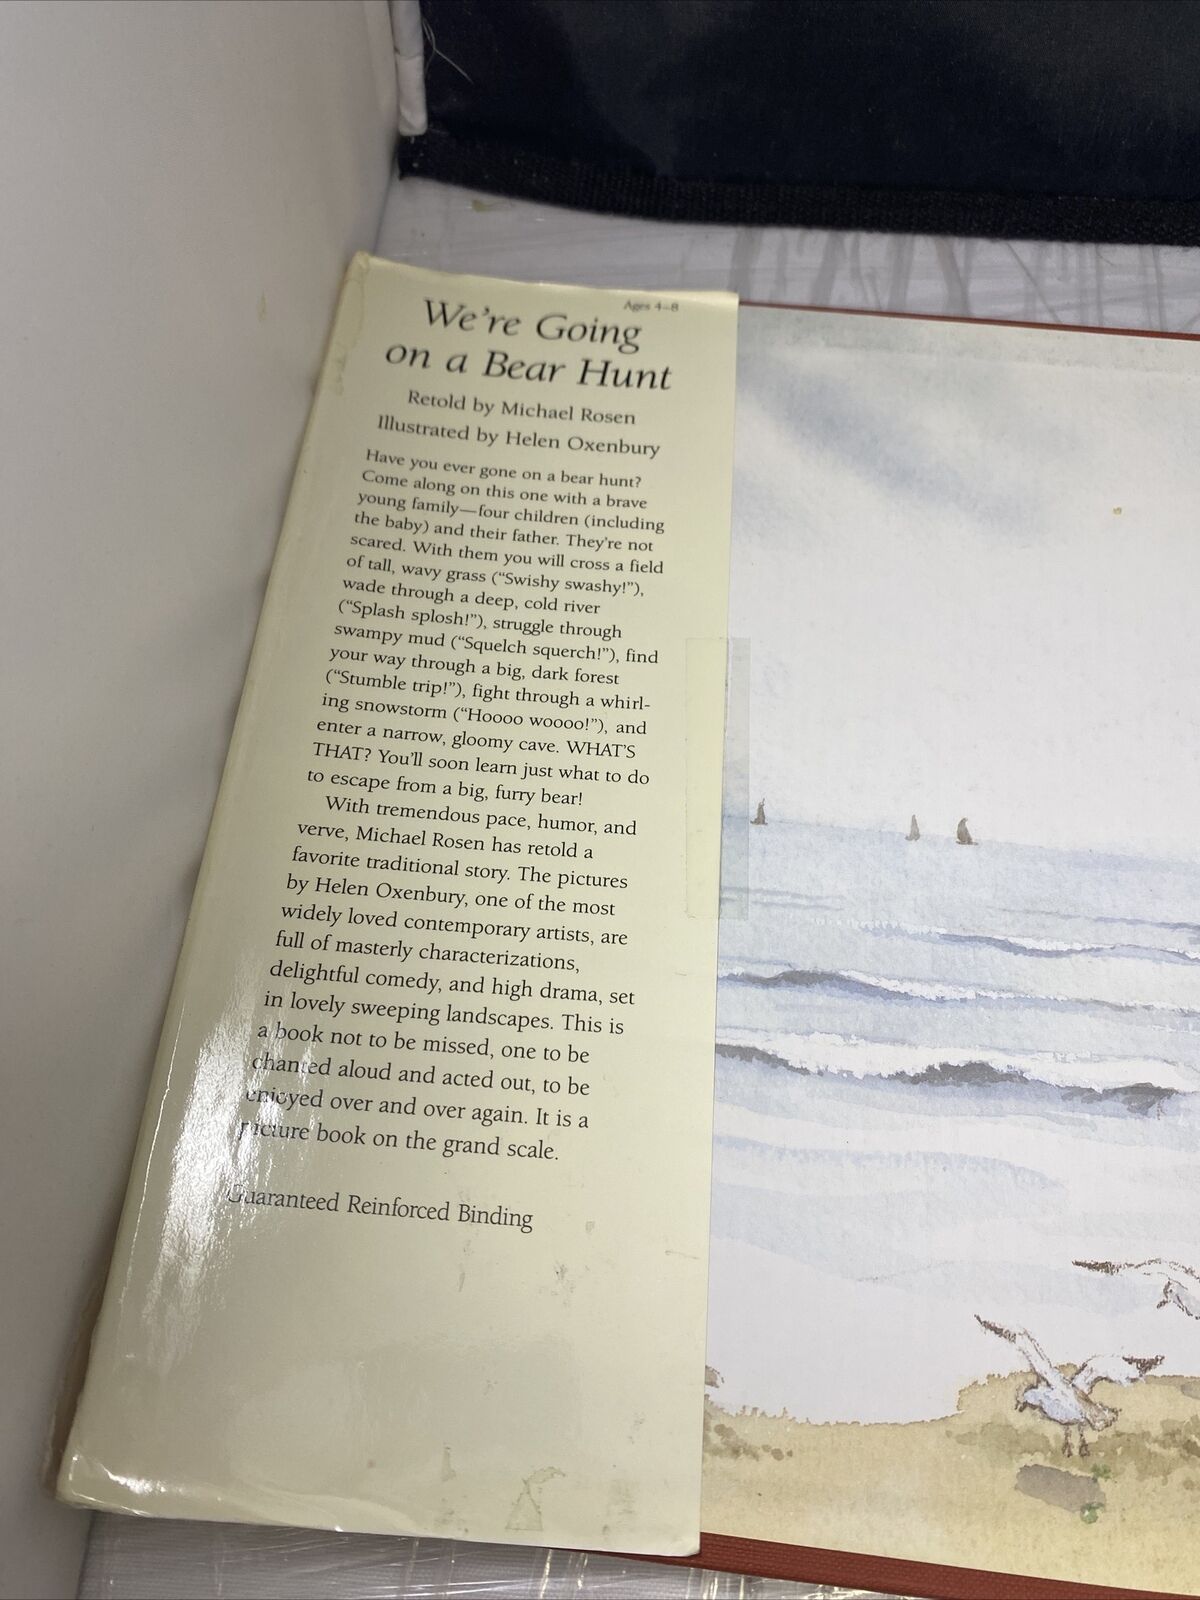 Ages 4–8
We're Going
on a Bear Hunt
Retold by Michael Rosen
Illustrated by Helen Oxenbury
Have you ever gone on a bear hunt?
Come along on this one with a brave
young family—four children (including
the baby) and their father. They're not
scared. With them you will cross a field
of tall, wavy grass (“Swishy swashy!”),
wade through a deep, cold river
(“Splash splosh!”), struggle through
swampy mud (“Squelch squerch!”), find
your way through a big, dark forest
(“Stumble trip!”), fight through a whirl-
ing snowstorm (“Hoooo woooo!”), and
enter a narrow, gloomy cave. WHAT'S
THAT? You'll soon learn just what to do
to escape from a big, furry bear!
With tremendous pace, humor, and
verve, Michael Rosen has retold a
favorite traditional story. The pictures
by Helen Oxenbury, one of the most
widely loved contemporary artists, are
full of masterly characterizations,
delightful comedy, and high drama, set
in lovely sweeping landscapes. This is
a book not to be missed, one to be
chanted aloud and acted out, to be
enjoyed over and over again. It is a
picture book on the grand scale.
Guaranteed Reinforced Binding